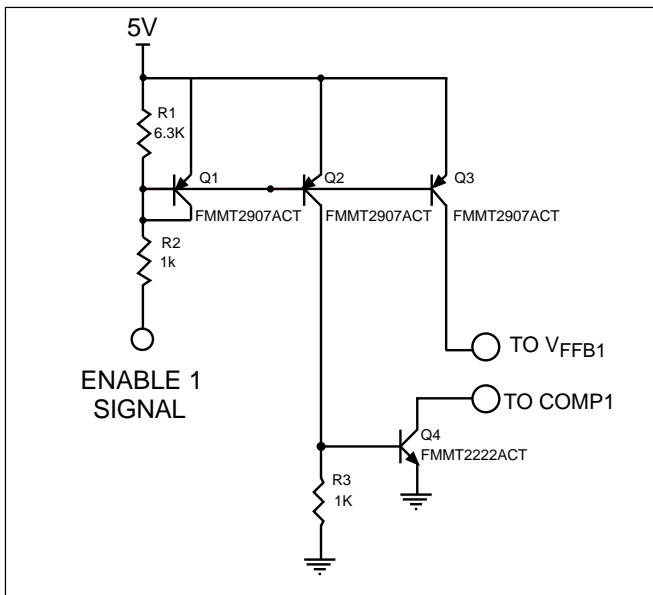 5V
R1
6.3K
Q1
FMMT2907ACT
Q2
FMMT2907ACT
Q3
FMMT2907ACT
R2
1k
ENABLE 1
SIGNAL
TO VFFB1
TO COMP1
Q4
FMMT2222ACT
R3
1K